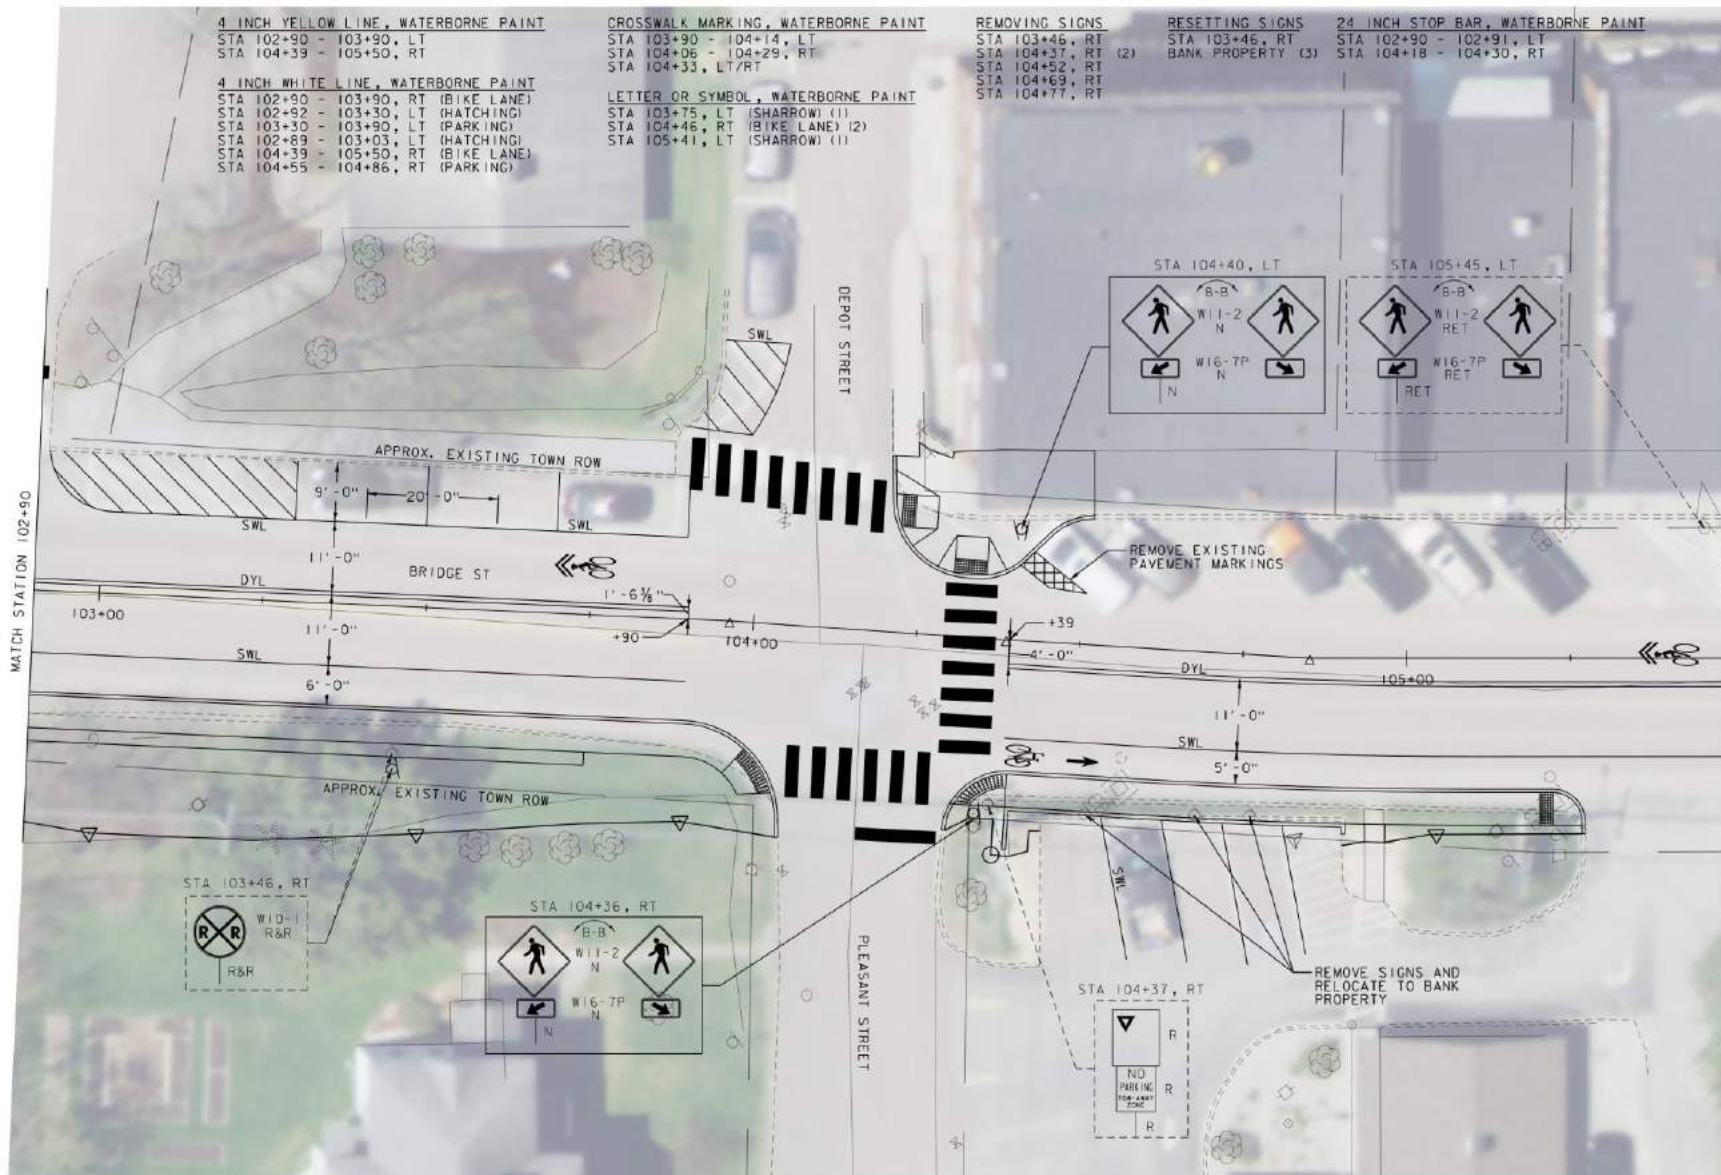 4 INCH YELLOW LINE, WATERBORNE PAINT
STA 102+90 - 103+90, LT
STA 104+39 - 105+50, RT
4 INCH WHITE LINE, WATERBORNE PAINT
STA 102+90 - 103+90, RT (BIKE LANE)
STA 102+92 - 103+30, LT (HATCHING)
STA 103+30 - 103+90, LT (PARKING)
STA 102+89 - 103+03, LT (HATCHING)
STA 104+39 - 105+50, RT (BIKE LANE)
STA 104+55 - 104+86, RT (PARKING)
CROSSWALK MARKING, WATERBORNE PAINT
STA 103+90 - 104+14, LT
STA 104+06 - 104+29, RT
STA 104+33, LT/RT
LETTER OR SYMBOL, WATERBORNE PAINT
STA 103+75, LT (SHARROW) (1)
STA 104+46, RT (BIKE LANE) (2)
STA 105+41, LT (SHARROW) (1)
REMOVING SIGNS
STA 103+46, RT
STA 104+37, RT (2)
STA 104+52, RT
STA 104+69, RT
STA 104+77, RT
RESETTING SIGNS
STA 103+46, RT
BANK PROPERTY (3)
24 INCH STOP BAR, WATERBORNE PAINT
STA 102+90 - 102+91, LT
STA 104+18 - 104+30, RT
STA 104+40, LT
B-B
W11-2
N
W16-7P
N
N
STA 105+45, LT
B-B
W11-2
RET
W16-7P
RET
RET
DEPOT STREET
SWL
APPROX. EXISTING TOWN ROW
9'-0"
20'-0"
SWL
SWL
11'-0"
DYL
BRIDGE ST
1'-6⅜"
REMOVE EXISTING
PAVEMENT MARKINGS
MATCH STATION 102+90
103+00
11'-0"
+90
104+00
+39
4'-0"
DYL
105+00
SWL
6'-0"
11'-0"
SWL
5'-0"
APPROX. EXISTING TOWN ROW
SWL
STA 103+46, RT
R R
W10-1
R&R
R&R
STA 104+36, RT
B-B
W11-2
N
W16-7P
N
N
PLEASANT STREET
REMOVE SIGNS AND
RELOCATE TO BANK
PROPERTY
STA 104+37, RT
R
NO
PARKING
TOW-AWAY
ZONE
R
R